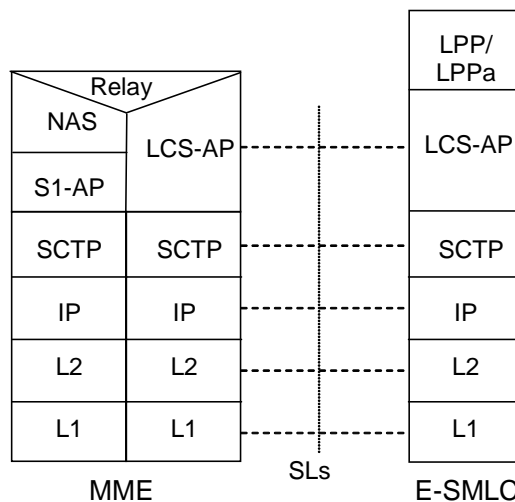 LPP/
LPPa
Relay
NAS
LCS-AP
LCS-AP
S1-AP
SCTP SCTP SCTP
IP IP IP
L2 L2 L2
L1 L1 L1
SLs
MME E-SMLC